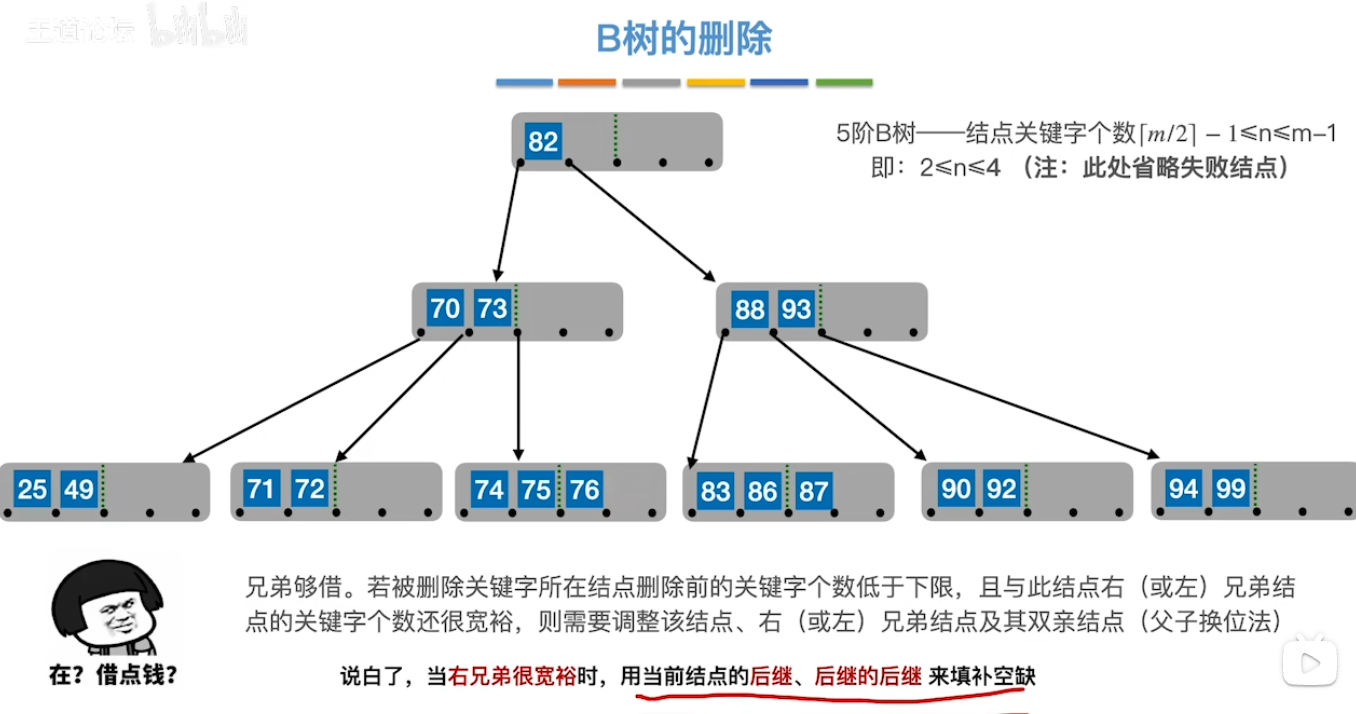 王道论坛 bilibili
B树的删除
82
5阶B树——结点关键字个数⌈m/2⌉ − 1≤n≤m–1
即：2≤n≤4 （注：此处省略失败结点）
70 73
88 93
25 49
71 72
74 75 76
83 86 87
90 92
94 99
兄弟够借。若被删除关键字所在结点删除前的关键字个数低于下限，且与此结点右（或左）兄弟结
点的关键字个数还很宽裕，则需要调整该结点、右（或左）兄弟结点及其双亲结点（父子换位法）
在？借点钱？
说白了，当右兄弟很宽裕时，用当前结点的后继、后继的后继 来填补空缺